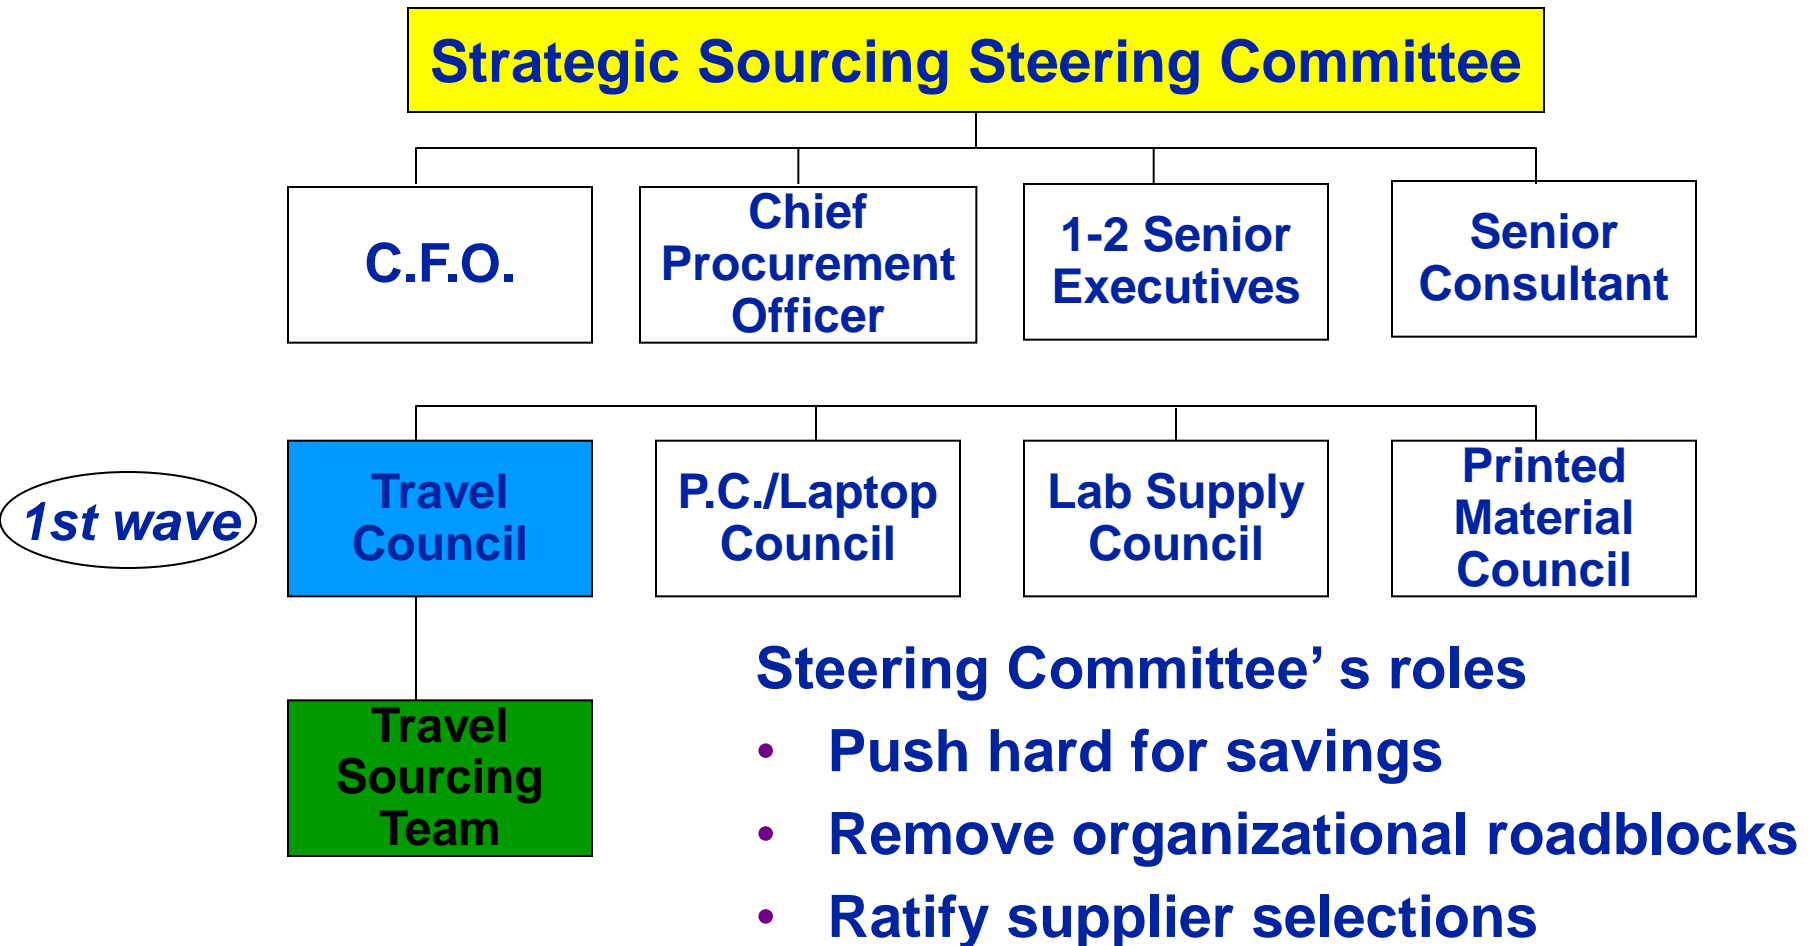 Strategic Sourcing Steering Committee
C.F.O.
Chief
Procurement
Officer
1-2 Senior
Executives
Senior
Consultant
1st wave
Travel
Council
P.C./Laptop
Council
Lab Supply
Council
Printed
Material
Council
Travel
Sourcing
Team
Steering Committee’ s roles
• Push hard for savings
• Remove organizational roadblocks
• Ratify supplier selections